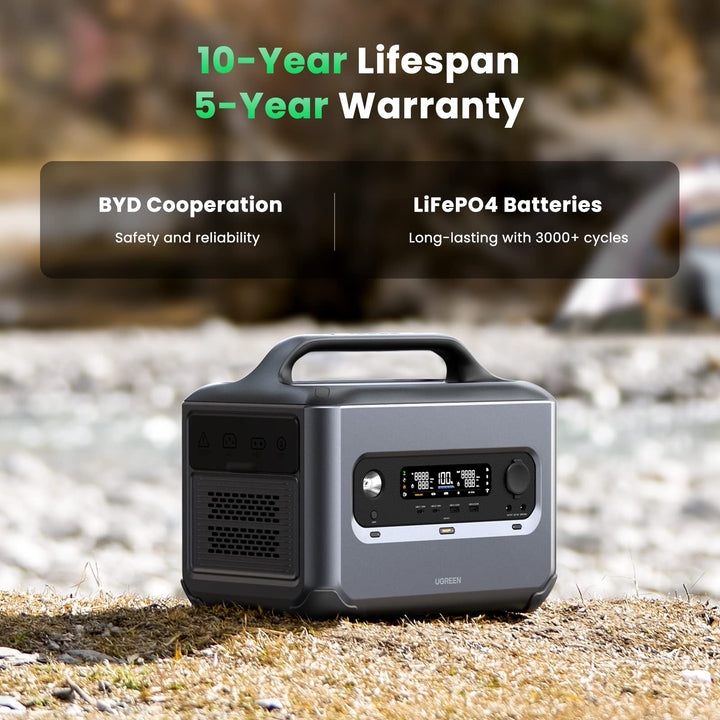 10-Year Lifespan
5-Year Warranty
BYD Cooperation
Safety and reliability
LiFePO4 Batteries
Long-lasting with 3000+ cycles
100
UGREEN